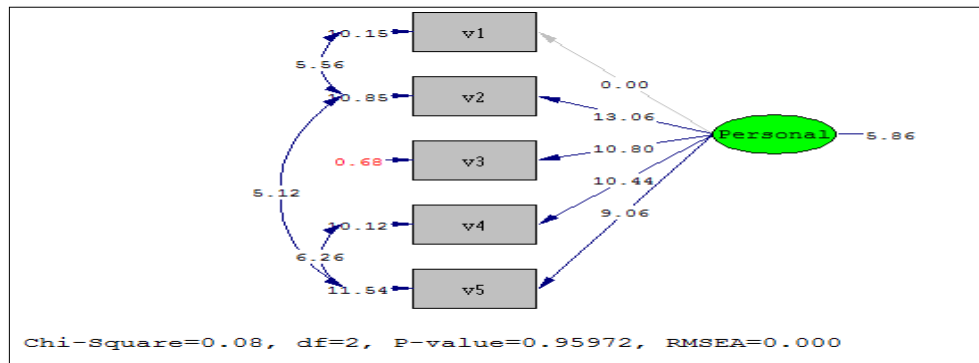 10.15 v1
5.56
0.00
10.85 v2
13.06
Personal 5.86
0.68 v3
10.80
10.44
5.12
10.12 v4
9.06
6.26
11.54 v5
Chi-Square=0.08, df=2, P-value=0.95972, RMSEA=0.000